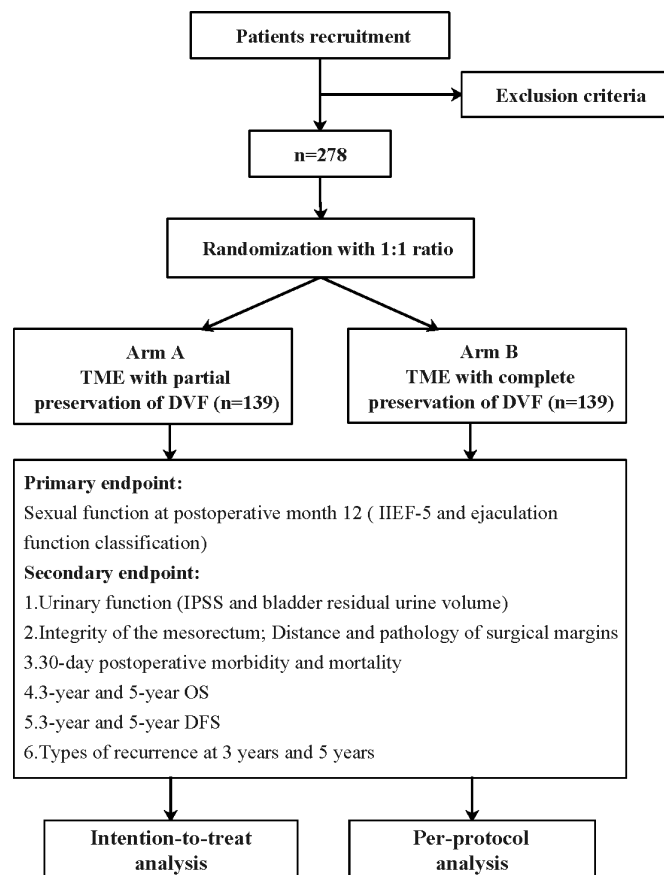 Patients recruitment
Exclusion criteria
n=278
Randomization with 1:1 ratio
Arm A
TME with partial
preservation of DVF (n=139)
Arm B
TME with complete
preservation of DVF (n=139)
Primary endpoint:
Sexual function at postoperative month 12 ( IIEF-5 and ejaculation
function classification)
Secondary endpoint:
1.Urinary function (IPSS and bladder residual urine volume)
2.Integrity of the mesorectum; Distance and pathology of surgical margins
3.30-day postoperative morbidity and mortality
4.3-year and 5-year OS
5.3-year and 5-year DFS
6.Types of recurrence at 3 years and 5 years
Intention-to-treat
analysis
Per-protocol
analysis